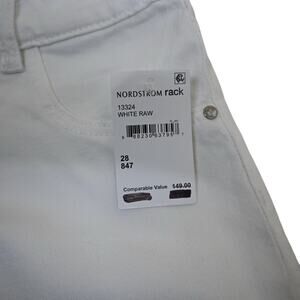 NORDSTROM rack
13324
WHITE RAW
28
847
Comparable Value 149.00